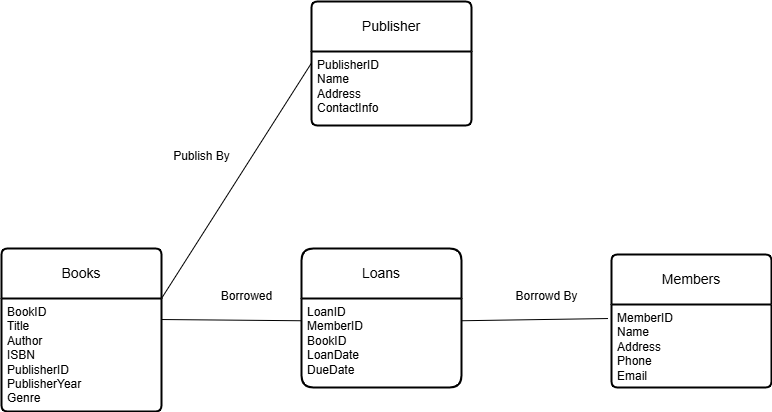 Publisher
PublisherID
Name
Address
ContactInfo
Publish By
Books
BookID
Title
Author
ISBN
PublisherID
PublisherYear
Genre
Borrowed
Loans
LoanID
MemberID
BookID
LoanDate
DueDate
Borrowd By
Members
MemberID
Name
Address
Phone
Email